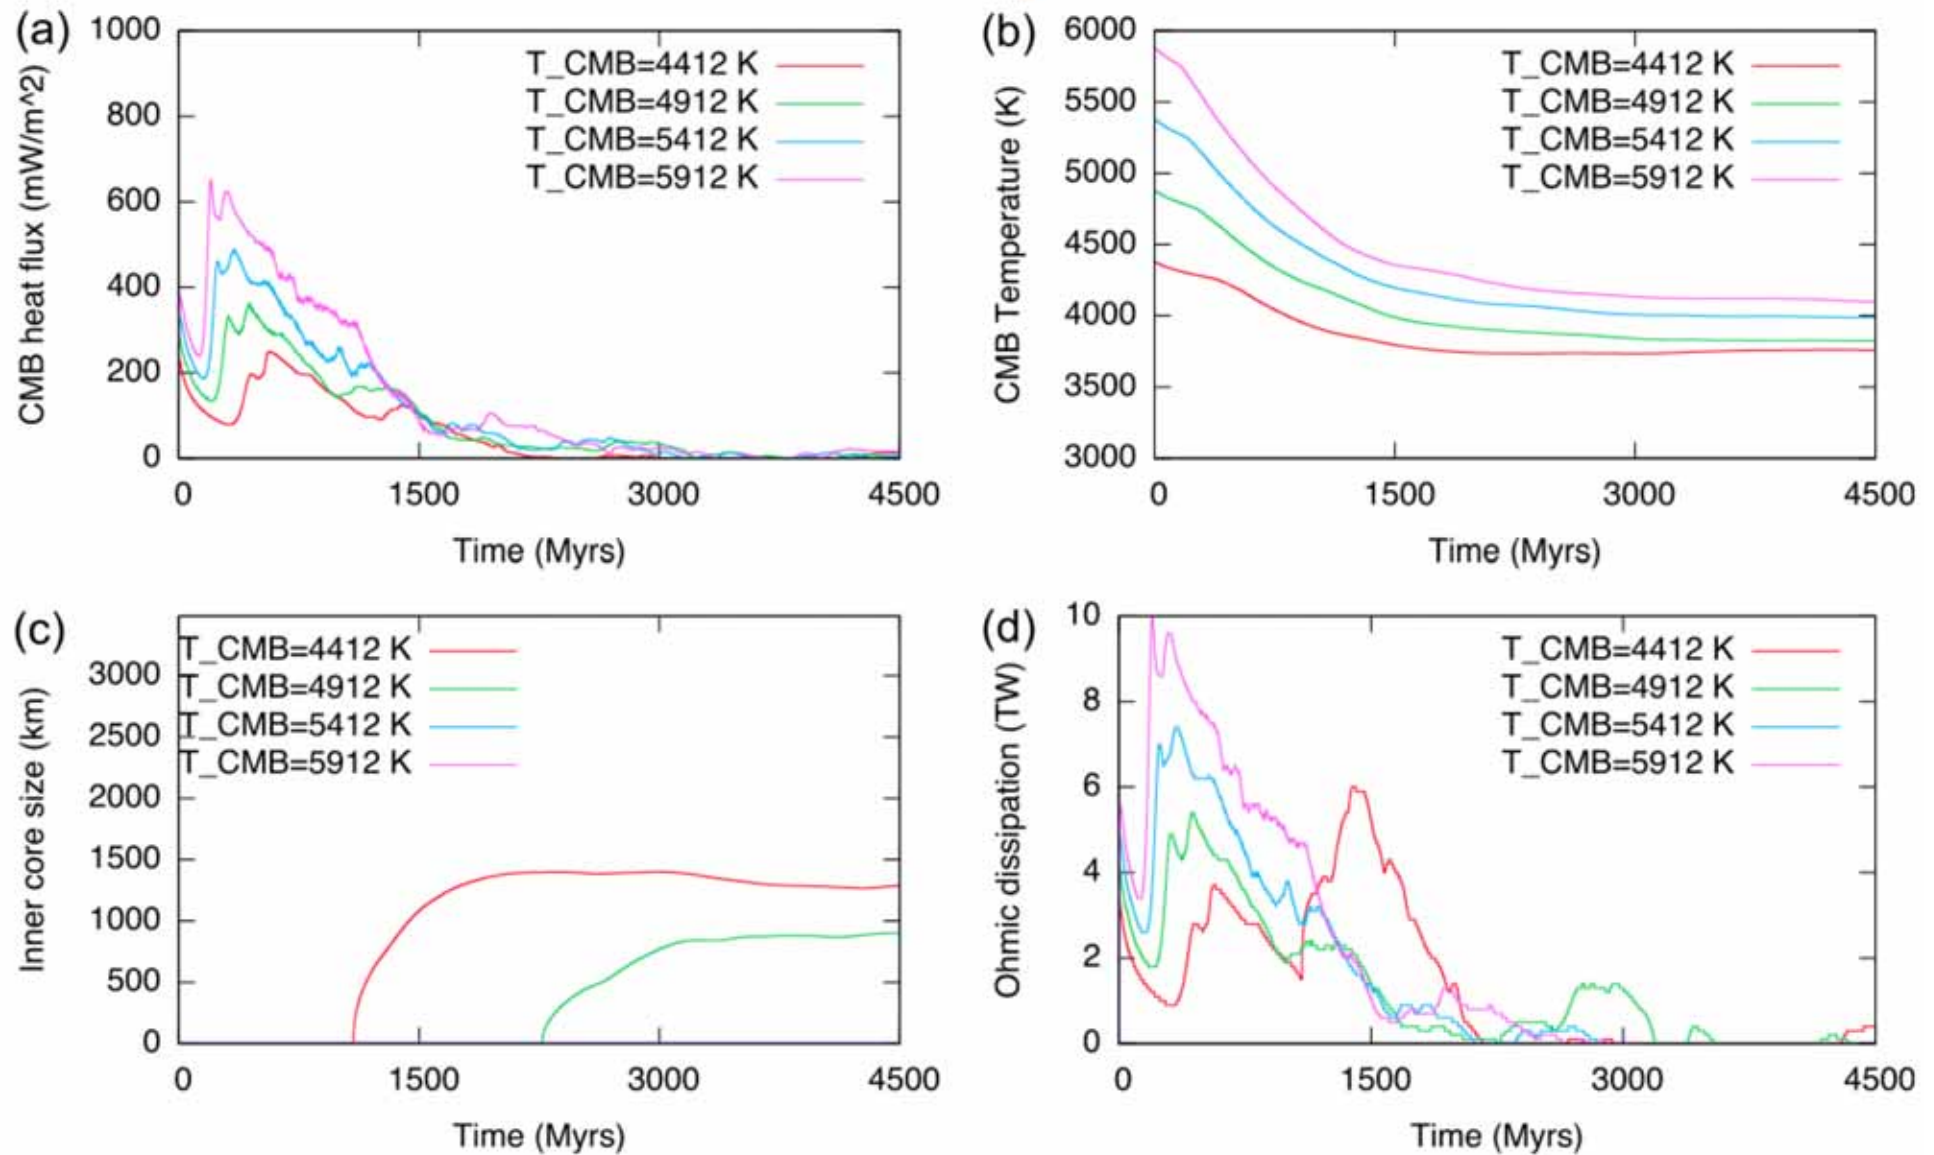 (a)
CMB heat flux (mW/m^2)
1000
800
600
400
200
0
T_CMB=4412 K
T_CMB=4912 K
T_CMB=5412 K
T_CMB=5912 K
0 1500 3000 4500
Time (Myrs)
(b)
CMB Temperature (K)
6000
5500
5000
4500
4000
3500
3000
T_CMB=4412 K
T_CMB=4912 K
T_CMB=5412 K
T_CMB=5912 K
0 1500 3000 4500
Time (Myrs)
(c)
Inner core size (km)
3000
2500
2000
1500
1000
500
0
T_CMB=4412 K
T_CMB=4912 K
T_CMB=5412 K
T_CMB=5912 K
0 1500 3000 4500
Time (Myrs)
(d)
Ohmic dissipation (TW)
10
8
6
4
2
0
T_CMB=4412 K
T_CMB=4912 K
T_CMB=5412 K
T_CMB=5912 K
0 1500 3000 4500
Time (Myrs)